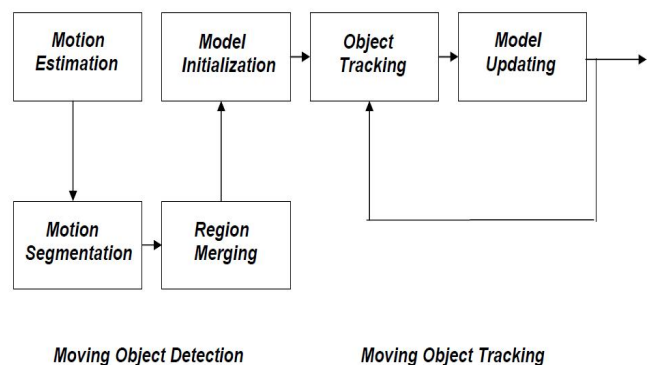 Motion
Estimation
Model
Initialization
Object
Tracking
Model
Updating
Motion
Segmentation
Region
Merging
Moving Object Detection
Moving Object Tracking